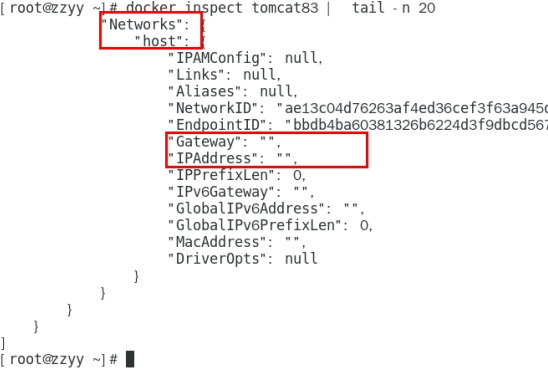 [root@zzyy ~]# docker inspect tomcat83 | tail -n 20
"Networks": {
"host": {
"IPAMConfig": null,
"Links": null,
"Aliases": null,
"NetworkID": "ae13c04d76263af4ed36cef3f63a945d
"EndpointID": "bbdb4ba60381326b6224d3f9dbcd567
"Gateway": "",
"IPAddress": "",
"IPPrefixLen": 0,
"IPv6Gateway": "",
"GlobalIPv6Address": "",
"GlobalIPv6PrefixLen": 0,
"MacAddress": "",
"DriverOpts": null
}
}
}
}
]
[root@zzyy ~]#